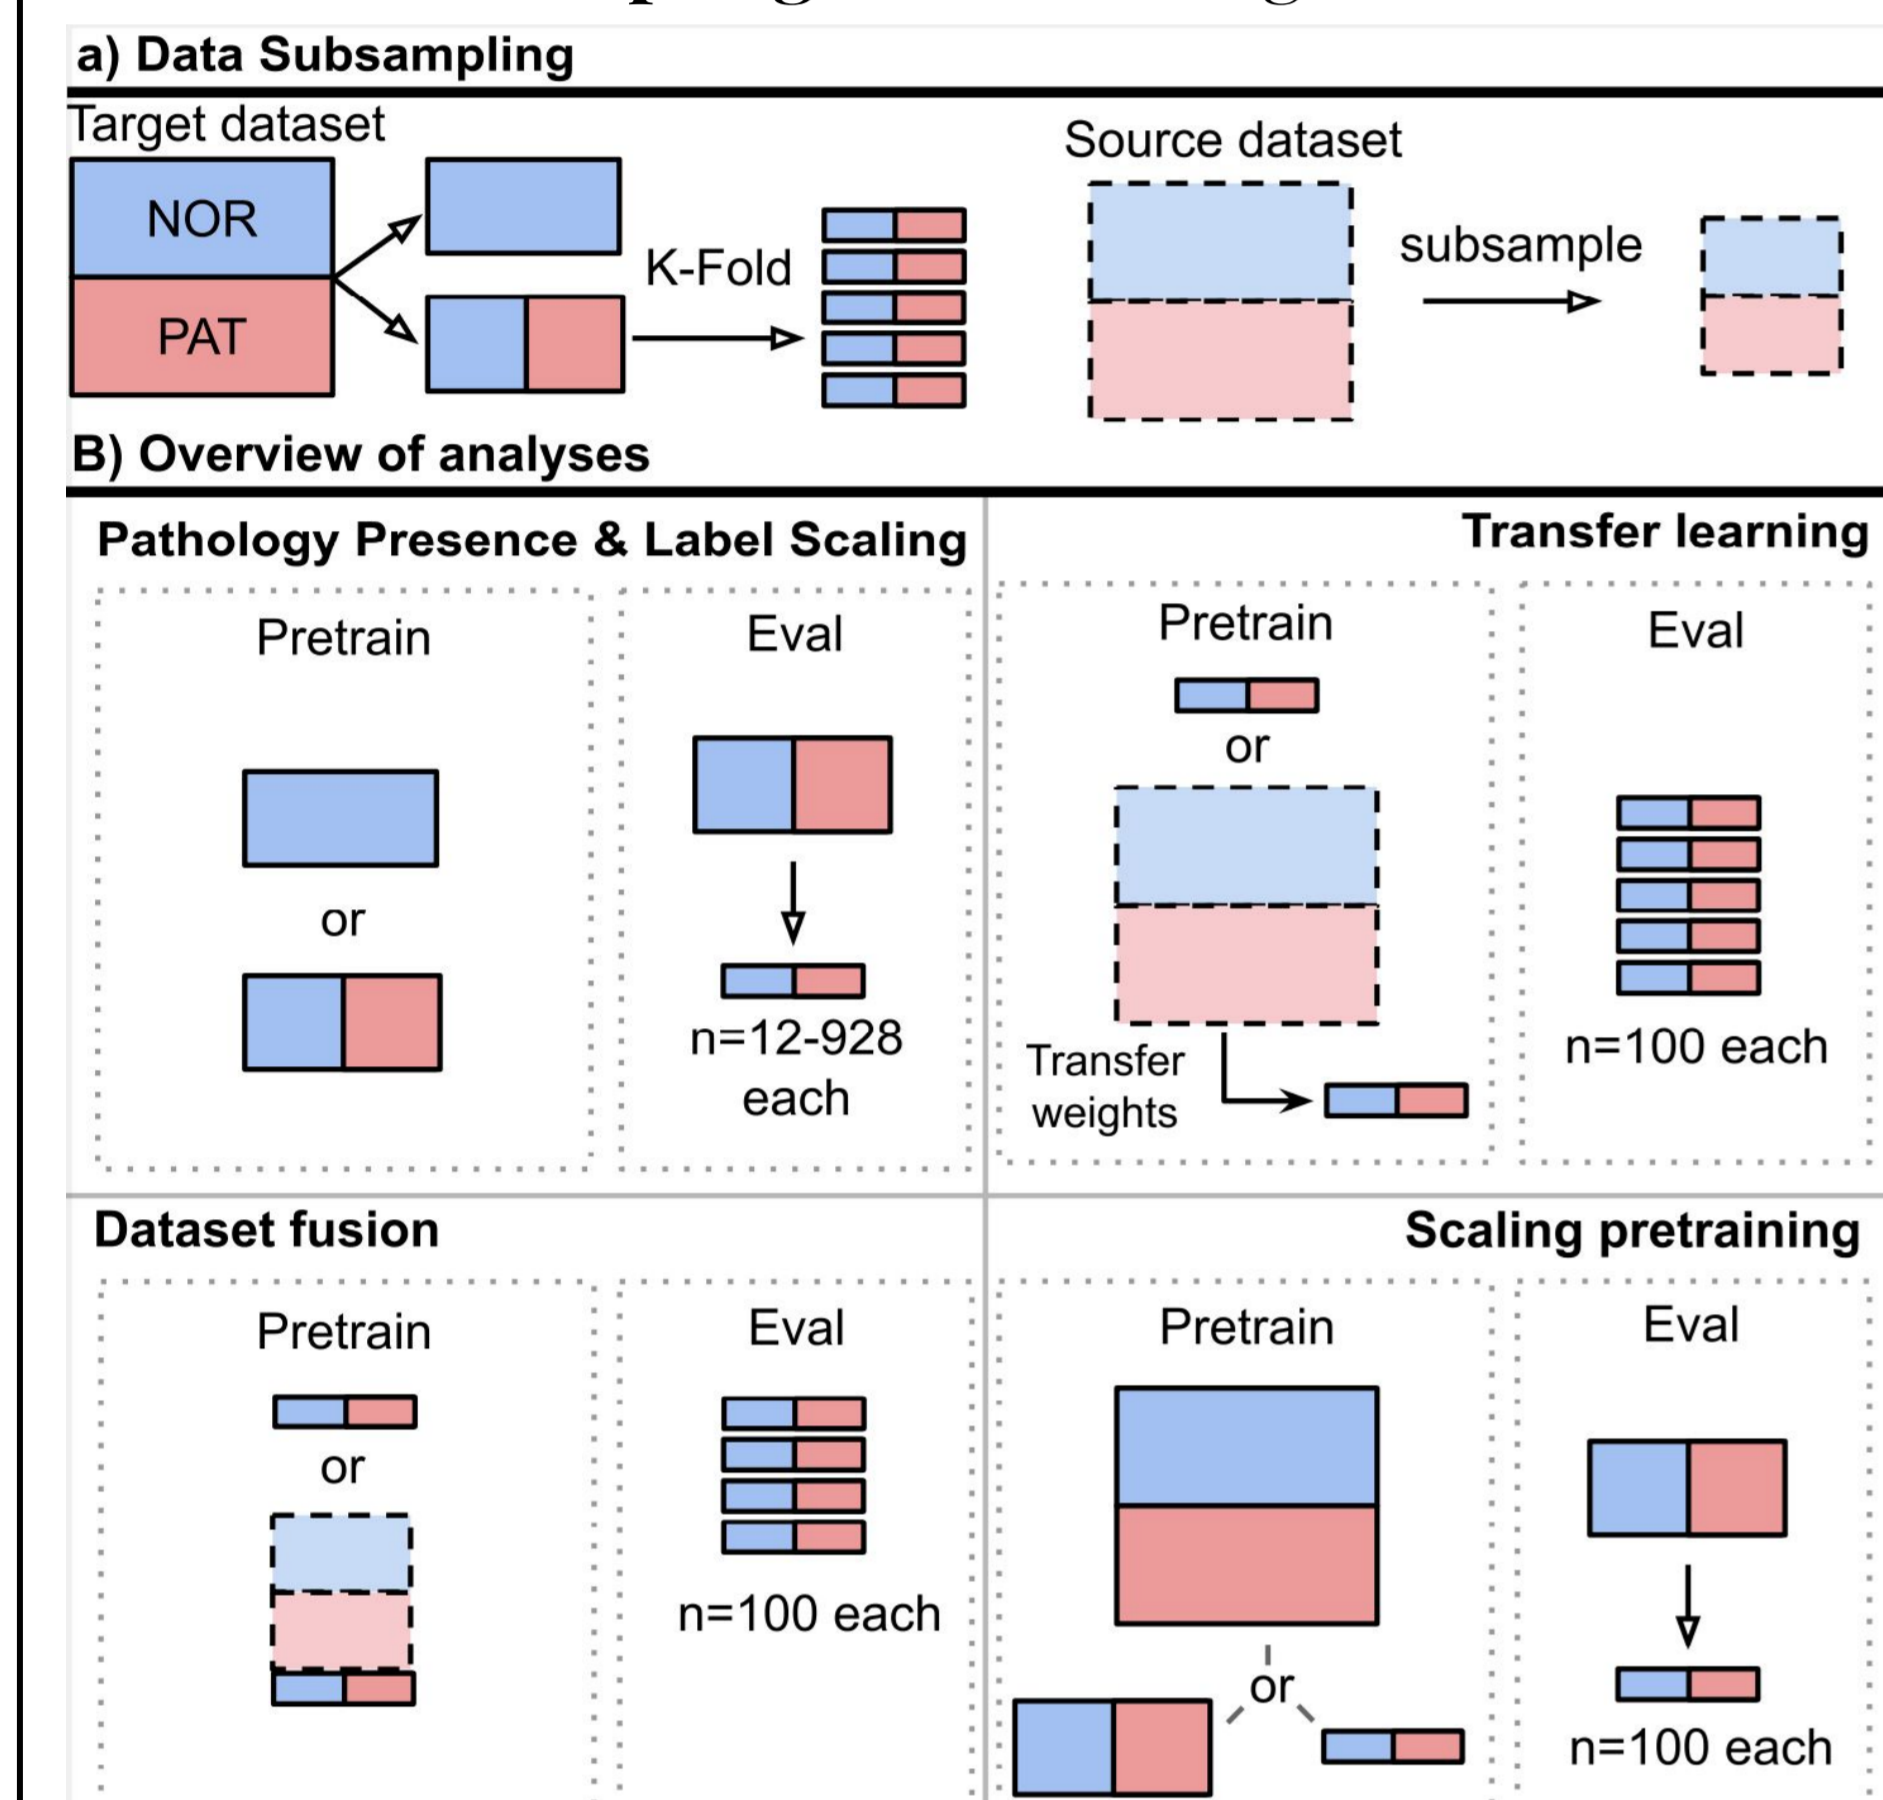 a) Data Subsampling
Target dataset
NOR
PAT
K-Fold
Source dataset
subsample
B) Overview of analyses
Pathology Presence & Label Scaling
Pretrain
or
Eval
n=12-928
each
Transfer learning
Pretrain
or
Transfer
weights
Eval
n=100 each
Dataset fusion
Pretrain
or
Eval
n=100 each
Scaling pretraining
Pretrain
or
Eval
n=100 each